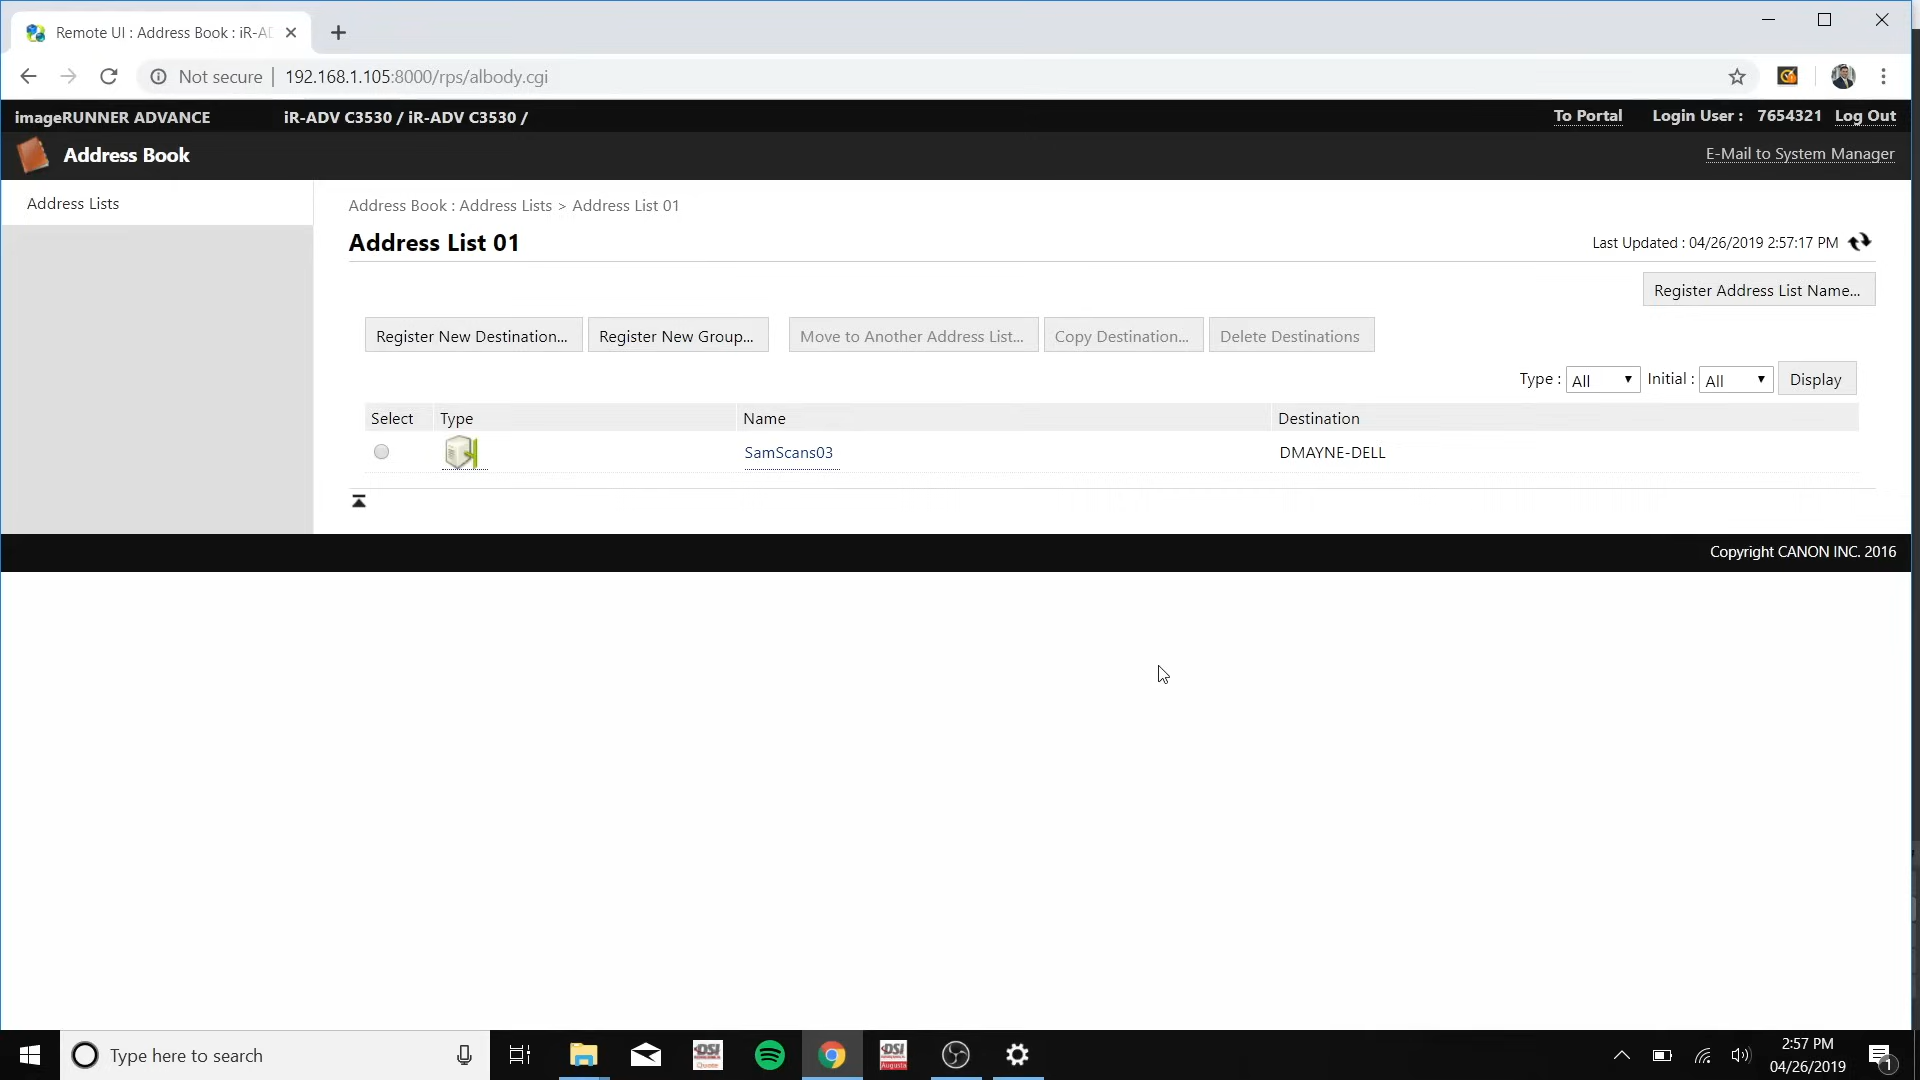 Remote UI : Address Book : iR-AD
Not secure | 192.168.1.105:8000/rps/albody.cgi
imageRUNNER ADVANCE iR-ADV C3530 / iR-ADV C3530 / To Portal Login User : 7654321 Log Out
Address Book E-Mail to System Manager
Address Lists
Address Book : Address Lists > Address List 01
Address List 01 Last Updated : 04/26/2019 2:57:17 PM
Register Address List Name...
Register New Destination... Register New Group... Move to Another Address List... Copy Destination... Delete Destinations
Type : All Initial : All Display
Select Type Name Destination
SamScans03 DMAYNE-DELL
Copyright CANON INC. 2016
Type here to search
DSI
DSI
Augusta
2:57 PM
04/26/2019
1